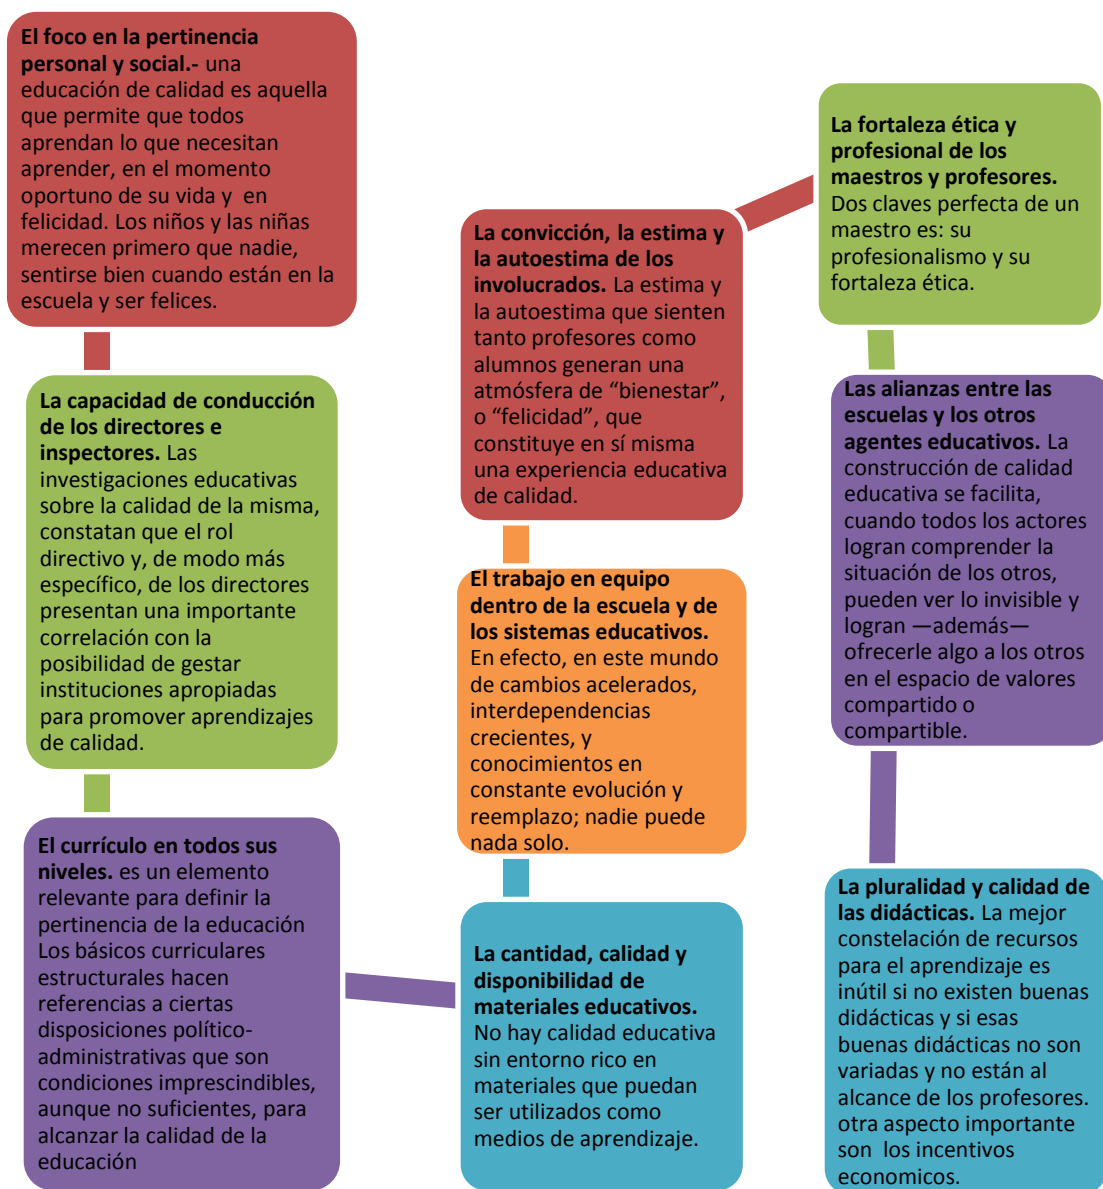 El foco en la pertinencia
personal y social.- una
educación de calidad es aquella
que permite que todos
aprendan lo que necesitan
aprender, en el momento
oportuno de su vida y  en
felicidad. Los niños y las niñas
merecen primero que nadie,
sentirse bien cuando están en la
escuela y ser felices.
La capacidad de conducción
de los directores e
inspectores. Las
investigaciones educativas
sobre la calidad de la misma,
constatan que el rol
directivo y, de modo más
específico, de los directores
presentan una importante
correlación con la
posibilidad de gestar
instituciones apropiadas
para promover aprendizajes
de calidad.
El currículo en todos sus
niveles. es un elemento
relevante para definir la
pertinencia de la educación
Los básicos curriculares
estructurales hacen
referencias a ciertas
disposiciones político-
administrativas que son
condiciones imprescindibles,
aunque no suficientes, para
alcanzar la calidad de la
educación
La cantidad, calidad y
disponibilidad de
materiales educativos.
No hay calidad educativa
sin entorno rico en
materiales que puedan
ser utilizados como
medios de aprendizaje.
El trabajo en equipo
dentro de la escuela y de
los sistemas educativos.
En efecto, en este mundo
de cambios acelerados,
interdependencias
crecientes, y
conocimientos en
constante evolución y
reemplazo; nadie puede
nada solo.
La convicción, la estima y
la autoestima de los
involucrados. La estima y
la autoestima que sienten
tanto profesores como
alumnos generan una
atmósfera de “bienestar”,
o “felicidad”, que
constituye en sí misma
una experiencia educativa
de calidad.
La fortaleza ética y
profesional de los
maestros y profesores.
Dos claves perfecta de un
maestro es: su
profesionalismo y su
fortaleza ética.
Las alianzas entre las
escuelas y los otros
agentes educativos. La
construcción de calidad
educativa se facilita,
cuando todos los actores
logran comprender la
situación de los otros,
pueden ver lo invisible y
logran —además—
ofrecerle algo a los otros
en el espacio de valores
compartido o
compartible.
La pluralidad y calidad de
las didácticas. La mejor
constelación de recursos
para el aprendizaje es
inútil si no existen buenas
didácticas y si esas
buenas didácticas no son
variadas y no están al
alcance de los profesores.
otra aspecto importante
son  los incentivos
economicos.